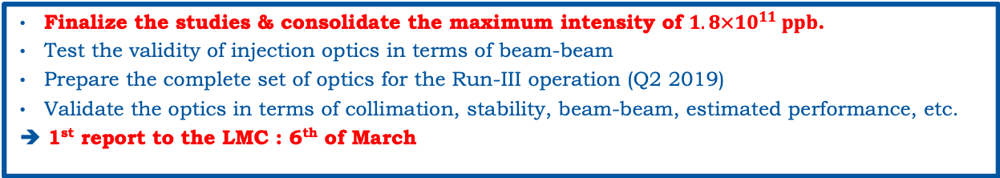 • Finalize the studies & consolidate the maximum intensity of 1.8×10¹¹ ppb.
• Test the validity of injection optics in terms of beam-beam
• Prepare the complete set of optics for the Run-III operation (Q2 2019)
• Validate the optics in terms of collimation, stability, beam-beam, estimated performance, etc.
➔ 1ˢᵗ report to the LMC : 6ᵗʰ of March